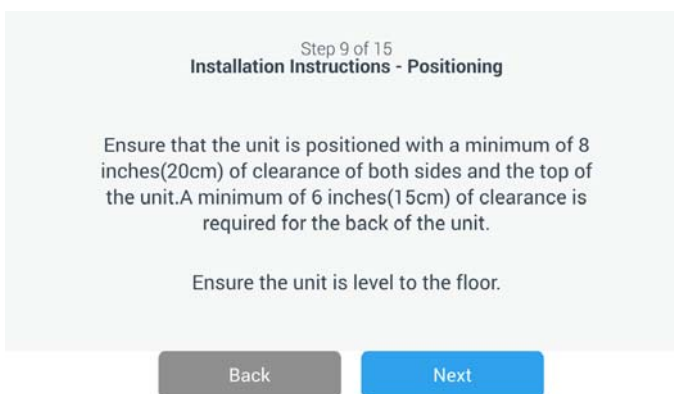 Step 9 of 15
Installation Instructions - Positioning
Ensure that the unit is positioned with a minimum of 8
inches(20cm) of clearance of both sides and the top of
the unit.A minimum of 6 inches(15cm) of clearance is
required for the back of the unit.
Ensure the unit is level to the floor.
Back
Next